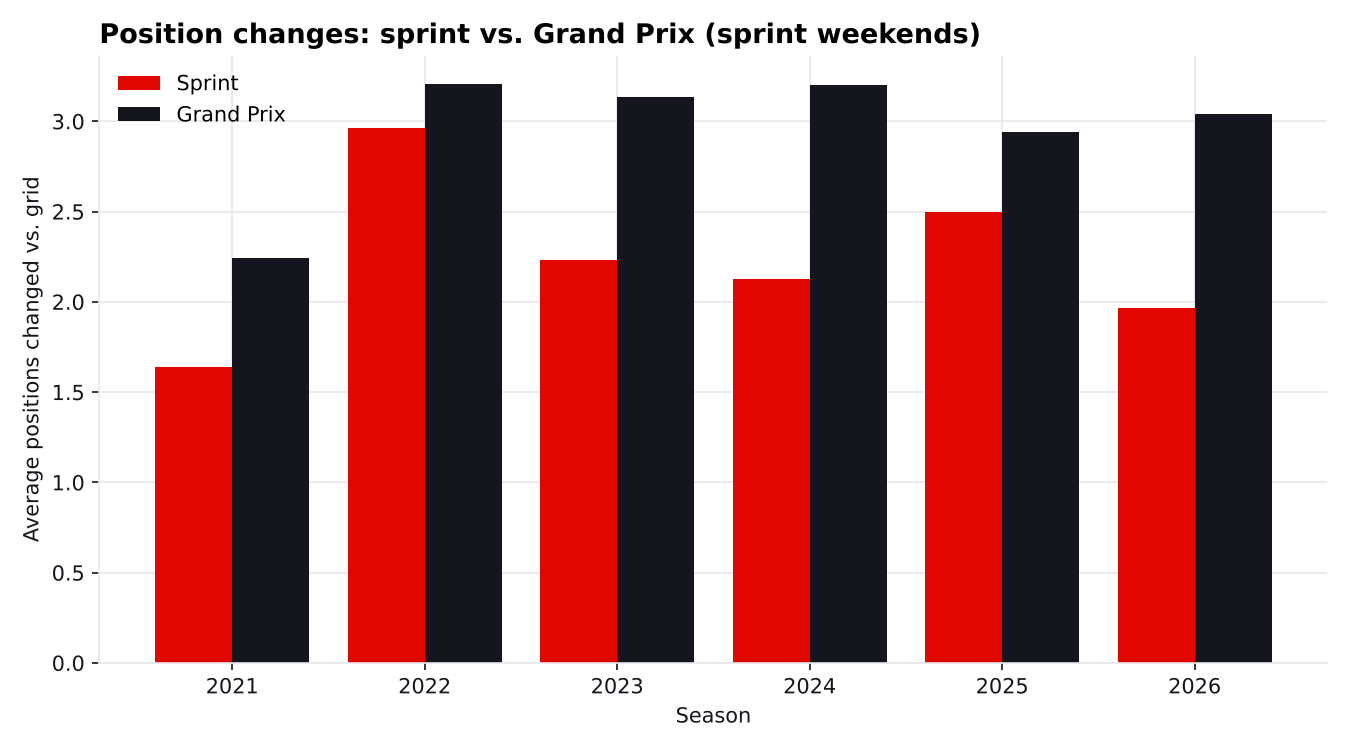 Position changes: sprint vs. Grand Prix (sprint weekends)
Sprint
Grand Prix
Average positions changed vs. grid
3.0
2.5
2.0
1.5
1.0
0.5
0.0
2021 2022 2023 2024 2025 2026
Season